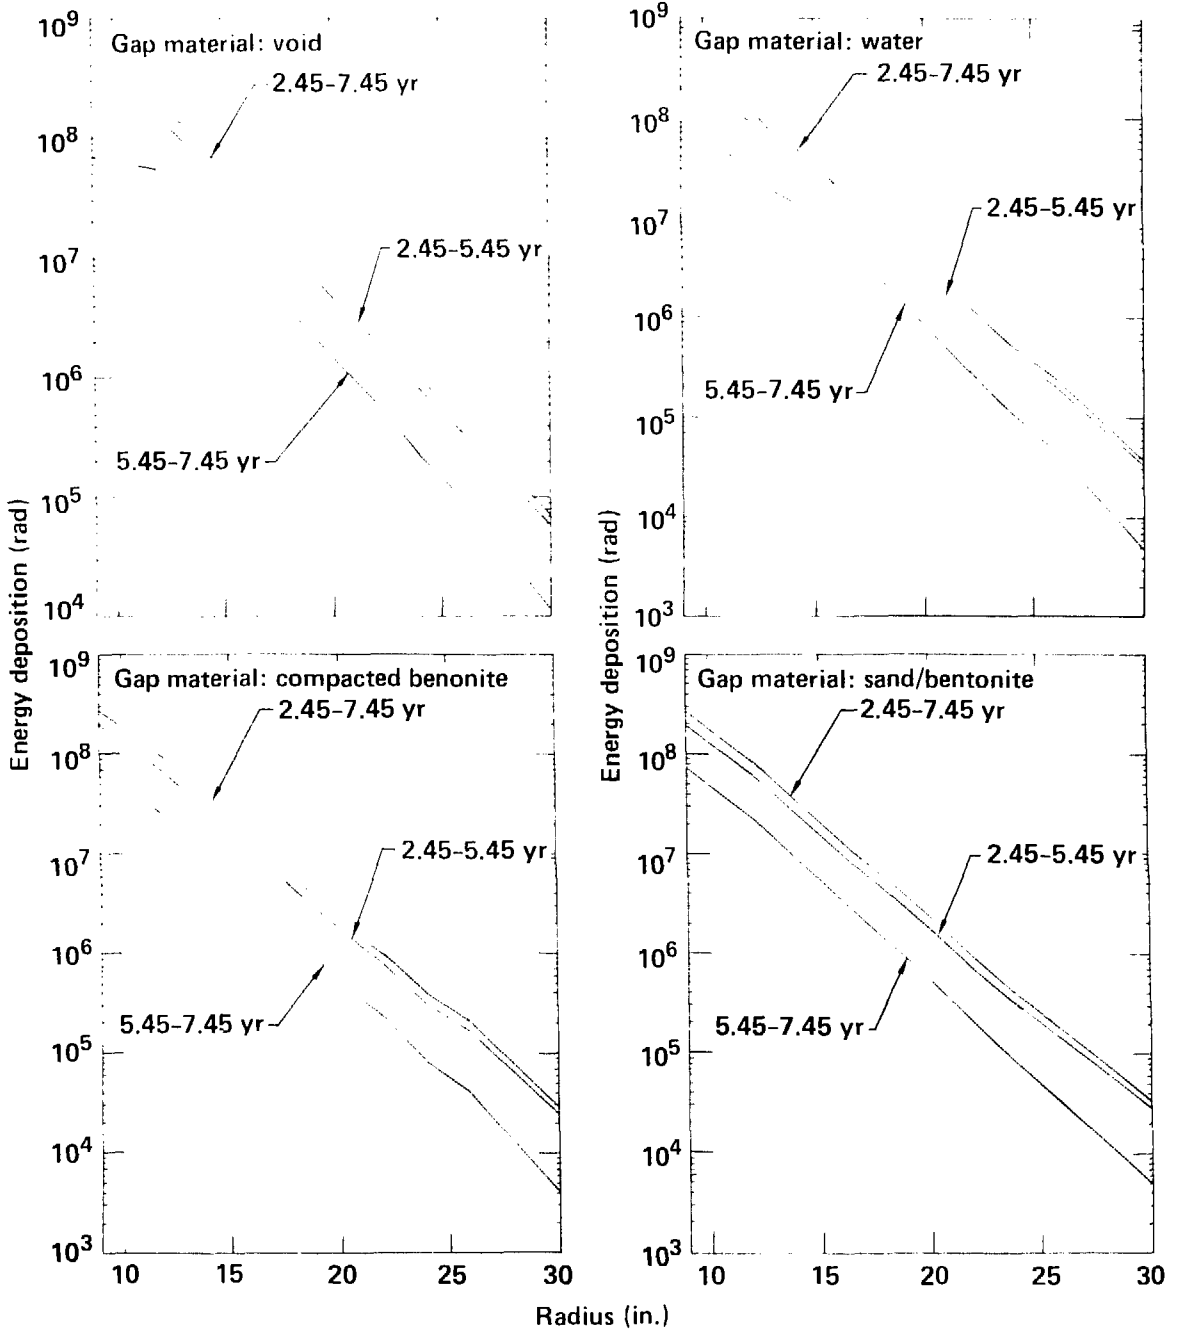 Gap material: void
2.45–7.45 yr
2.45–5.45 yr
5.45–7.45 yr
10⁹
10⁸
10⁷
10⁶
10⁵
10⁴
Energy deposition (rad)
Gap material: water
2.45–7.45 yr
2.45–5.45 yr
5.45–7.45 yr
10⁹
10⁸
10⁷
10⁶
10⁵
10⁴
10³
Energy deposition (rad)
Gap material: compacted benonite
2.45–7.45 yr
2.45–5.45 yr
5.45–7.45 yr
10⁹
10⁸
10⁷
10⁶
10⁵
10⁴
10³
10 15 20 25 30
Gap material: sand/bentonite
2.45–7.45 yr
2.45–5.45 yr
5.45–7.45 yr
10⁹
10⁸
10⁷
10⁶
10⁵
10⁴
10³
10 15 20 25 30
Radius (in.)